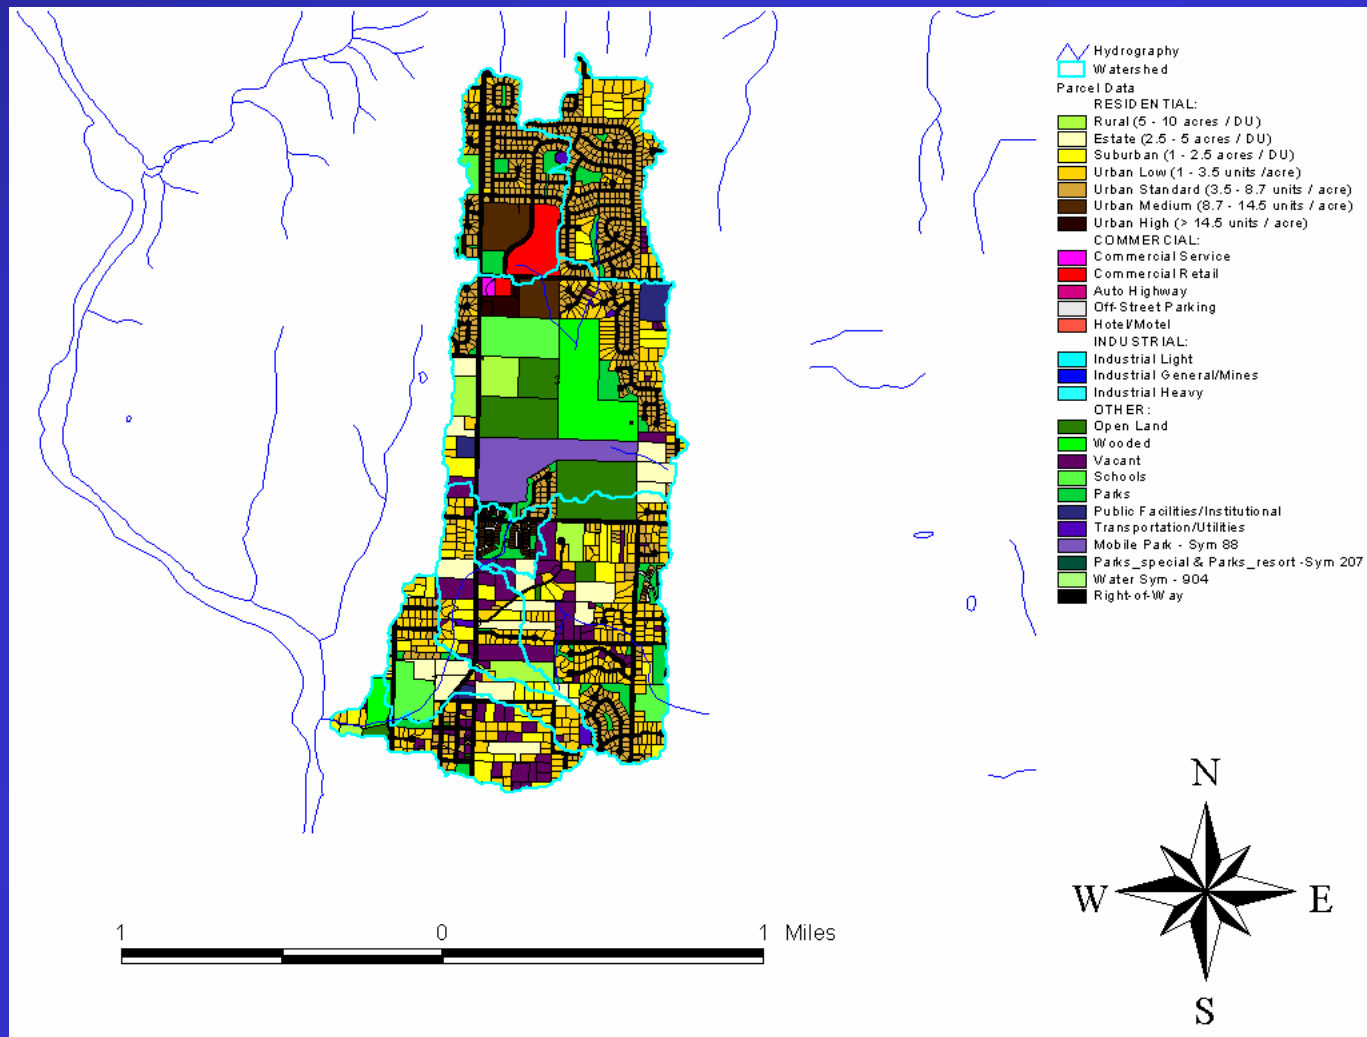 Hydrography
Watershed
Parcel Data
RESIDENTIAL:
Rural (5 - 10 acres / DU)
Estate (2.5 - 5 acres / DU)
Suburban (1 - 2.5 acres / DU)
Urban Low (1 - 3.5 units /acre)
Urban Standard (3.5 - 8.7 units / acre)
Urban Medium (8.7 - 14.5 units / acre)
Urban High (> 14.5 units / acre)
COMMERCIAL:
Commercial Service
Commercial Retail
Auto Highway
Off-Street Parking
Hotel/Motel
INDUSTRIAL:
Industrial Light
Industrial General/Mines
Industrial Heavy
OTHER:
Open Land
Wooded
Vacant
Schools
Parks
Public Facilities/Institutional
Transportation/Utilities
Mobile Park - Sym 88
Parks_special & Parks_resort -Sym 207
Water Sym - 904
Right-of-Way
N
W E
S
1 0 1 Miles